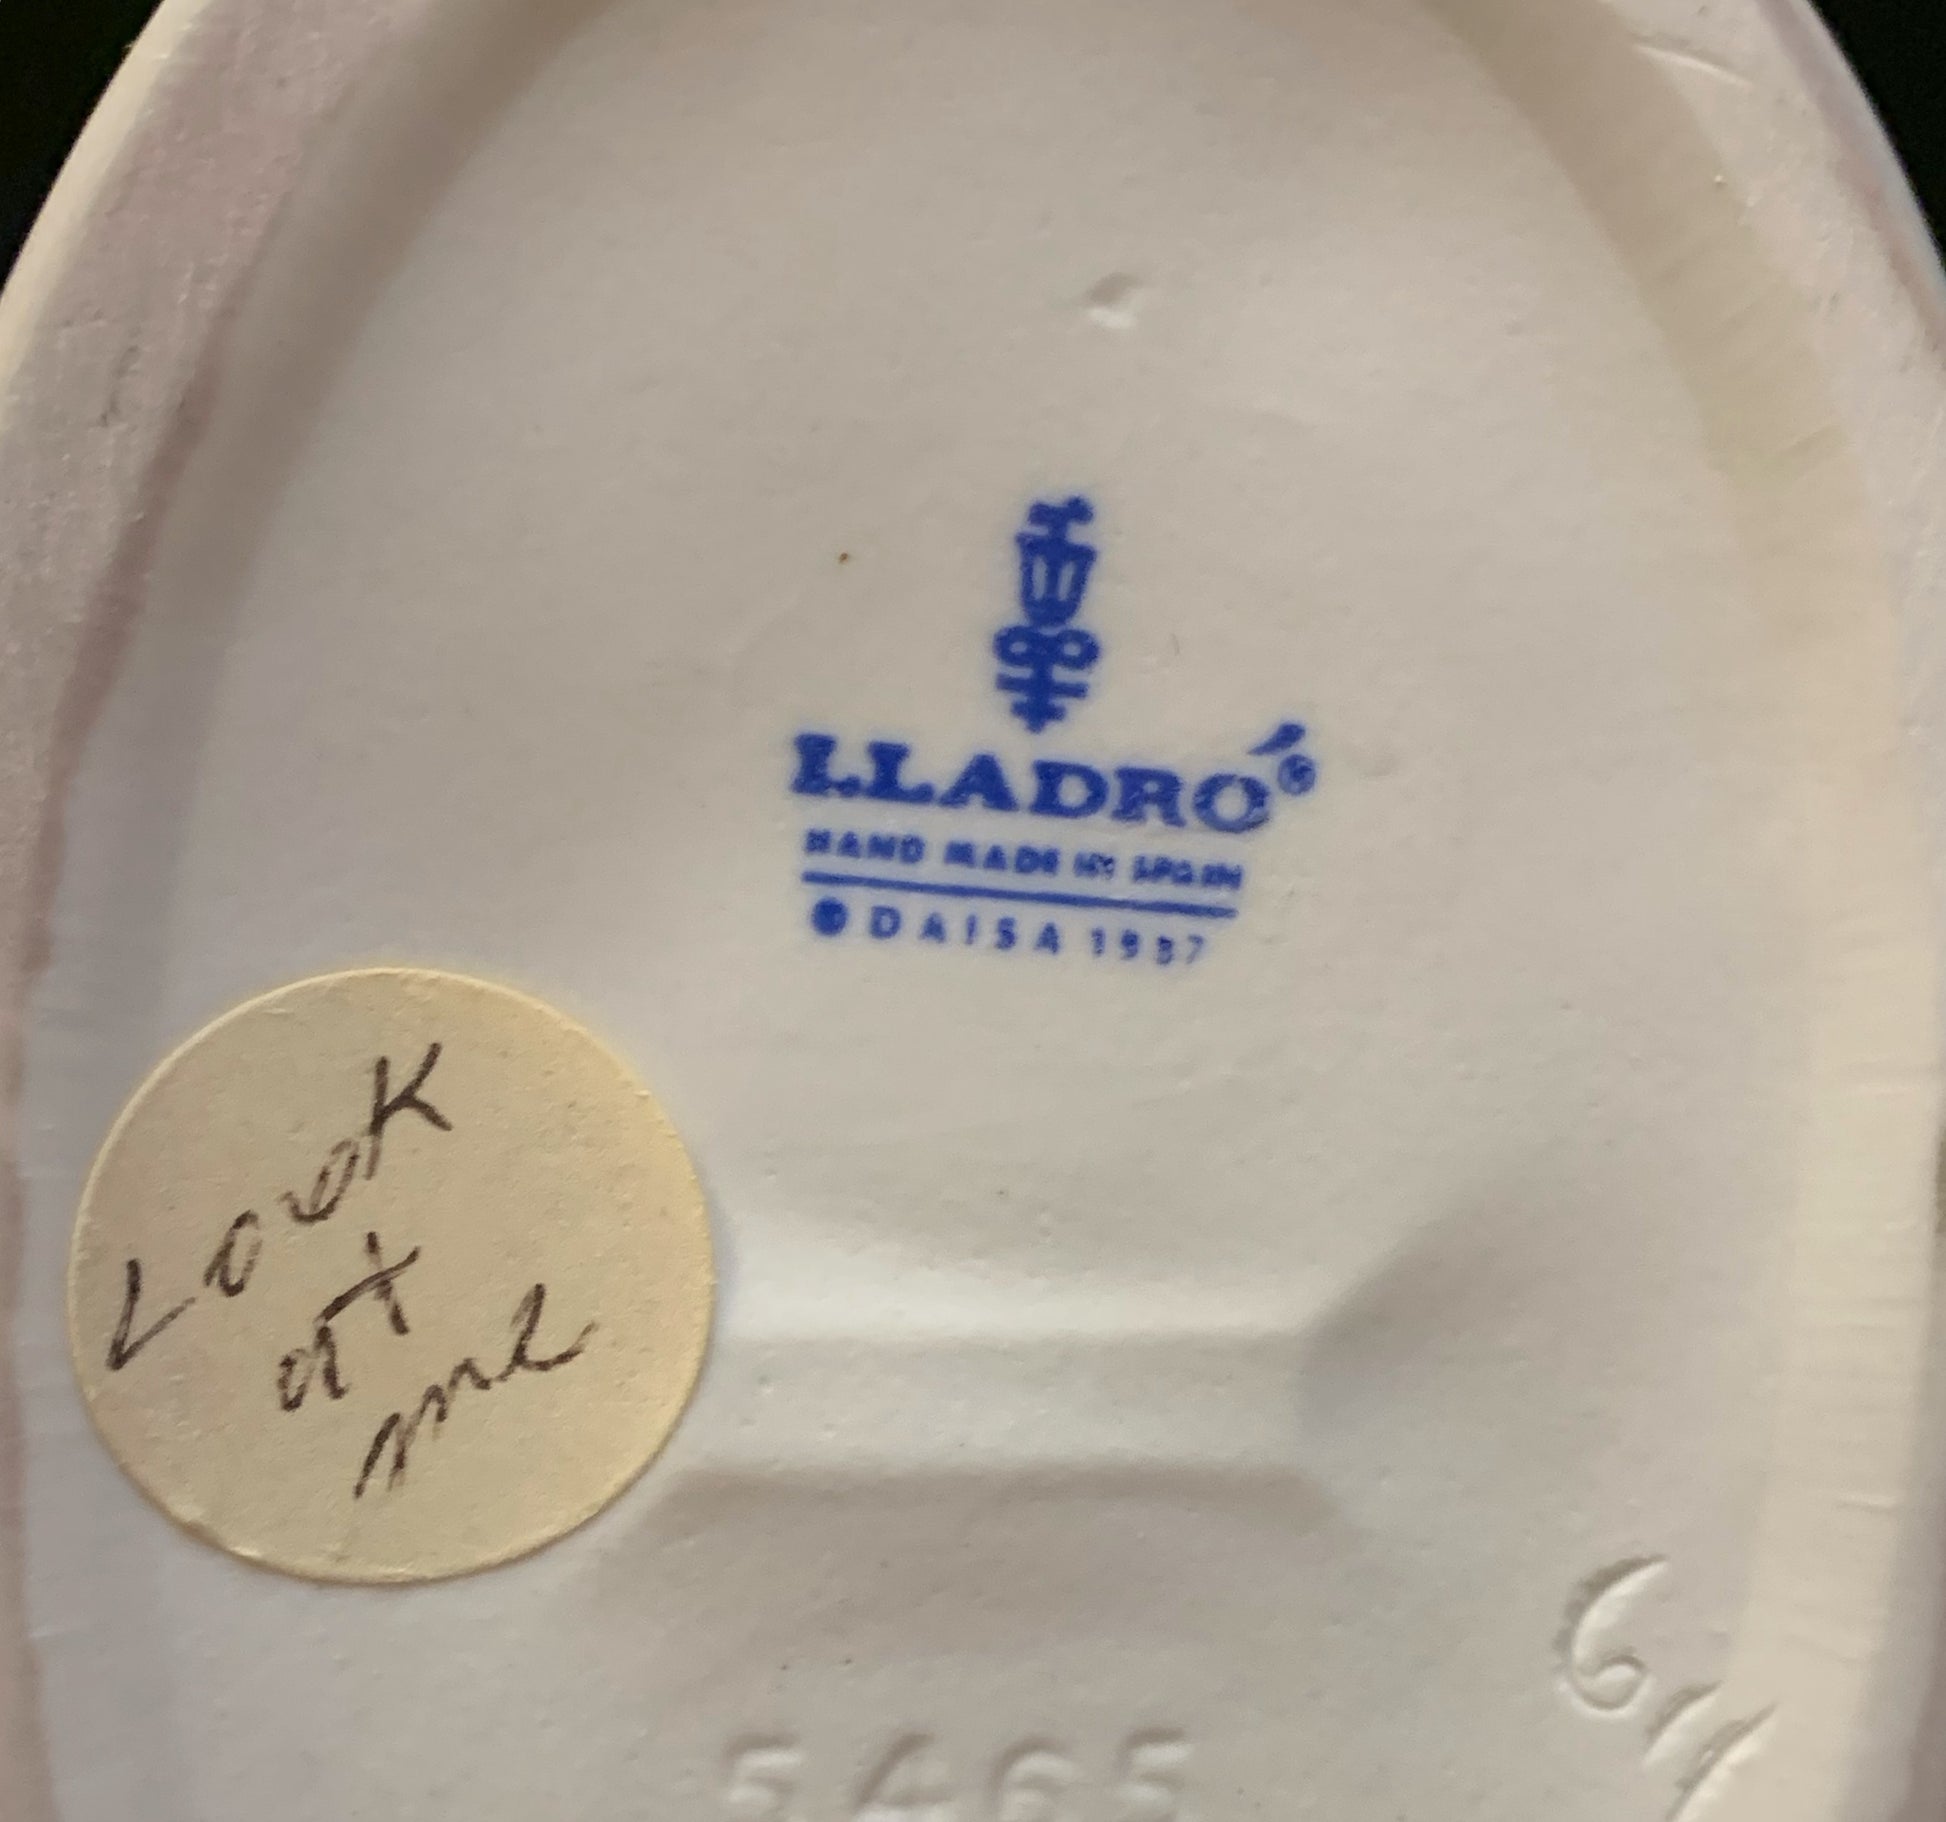 LLADRÓ®
HAND MADE IN SPAIN
© DAISA 1987
Look
at
me
5465